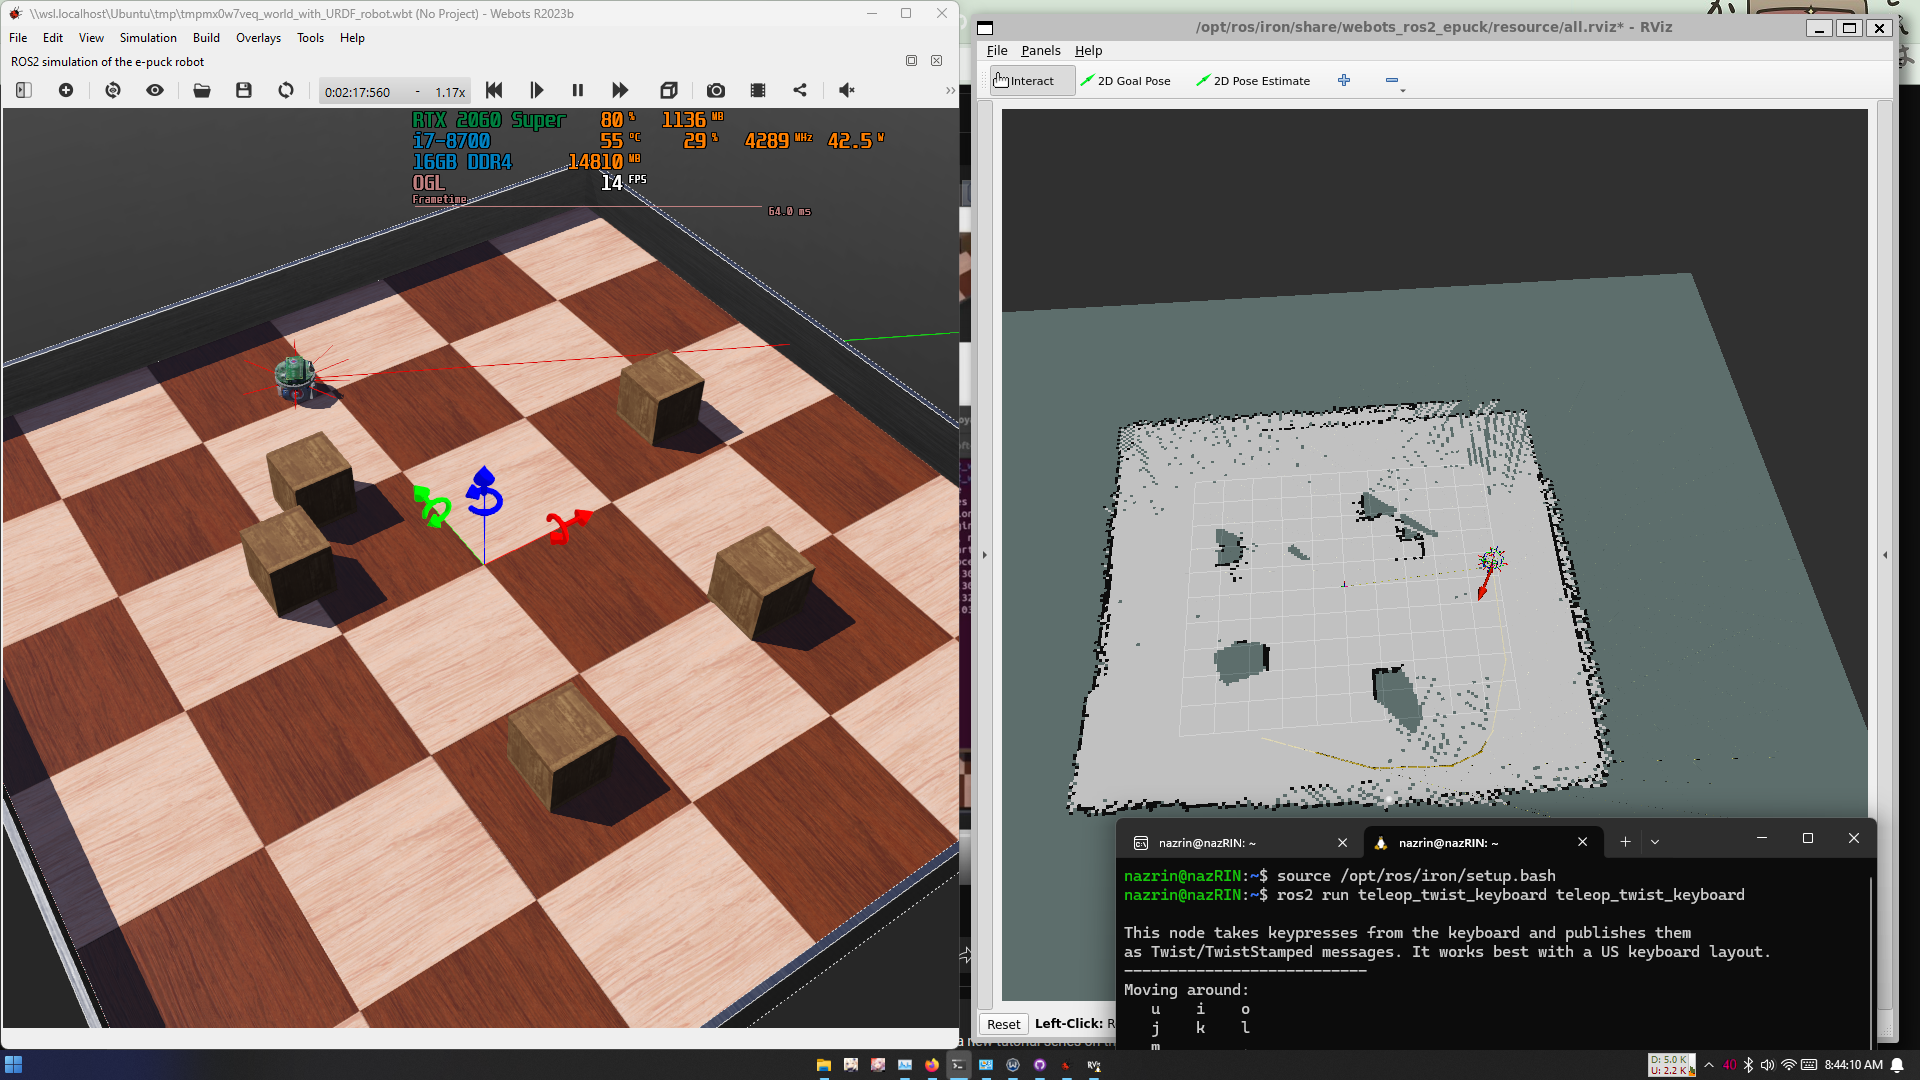 \\wsl.localhost\Ubuntu\tmp\tmpmx0w7veq_world_with_URDF_robot.wbt (No Project) - Webots R2023b
File Edit View Simulation Build Overlays Tools Help
ROS2 simulation of the e-puck robot
0:02:17:560 - 1.17x
RTX 2060 Super 80 % 1136 MB
i7-8700 55 °C 29 % 4289 MHz 42.5 W
16GB DDR4 14810 MB
OGL 14 FPS
Frametime
64.0 ms
/opt/ros/iron/share/webots_ros2_epuck/resource/all.rviz* - RViz
File Panels Help
Interact 2D Goal Pose 2D Pose Estimate
Reset Left-Click: R
nazrin@nazRIN: ~ nazrin@nazRIN: ~
nazrin@nazRIN:~$ source /opt/ros/iron/setup.bash
nazrin@nazRIN:~$ ros2 run teleop_twist_keyboard teleop_twist_keyboard
This node takes keypresses from the keyboard and publishes them
as Twist/TwistStamped messages. It works best with a US keyboard layout.
---------------------------
Moving around:
u i o
j k l
m
D: 5.0 K
U: 2.2 K
40
8:44:10 AM